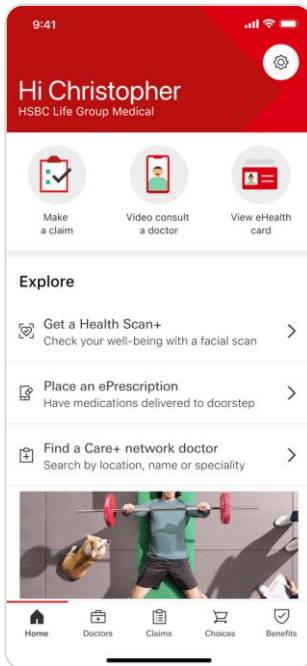 9:41
Hi Christopher
HSBC Life Group Medical
Make
a claim
Video consult
a doctor
View eHealth
card
Explore
Get a Health Scan+
Check your well-being with a facial scan
Place an ePrescription
Have medications delivered to doorstep
Find a Care+ network doctor
Search by location, name or speciality
Home
Doctors
Claims
Choices
Benefits